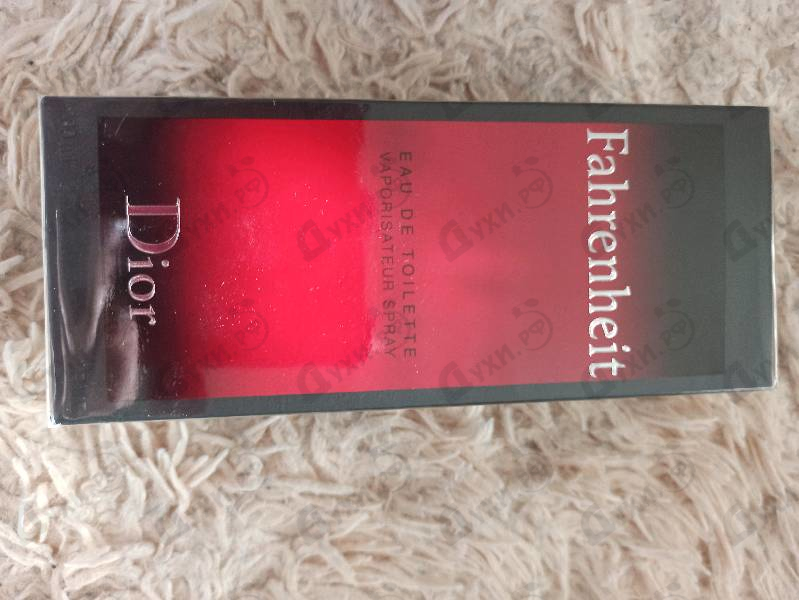 Fahrenheit
EAU DE TOILETTE
VAPORISATEUR SPRAY
Dior
Духи.рф